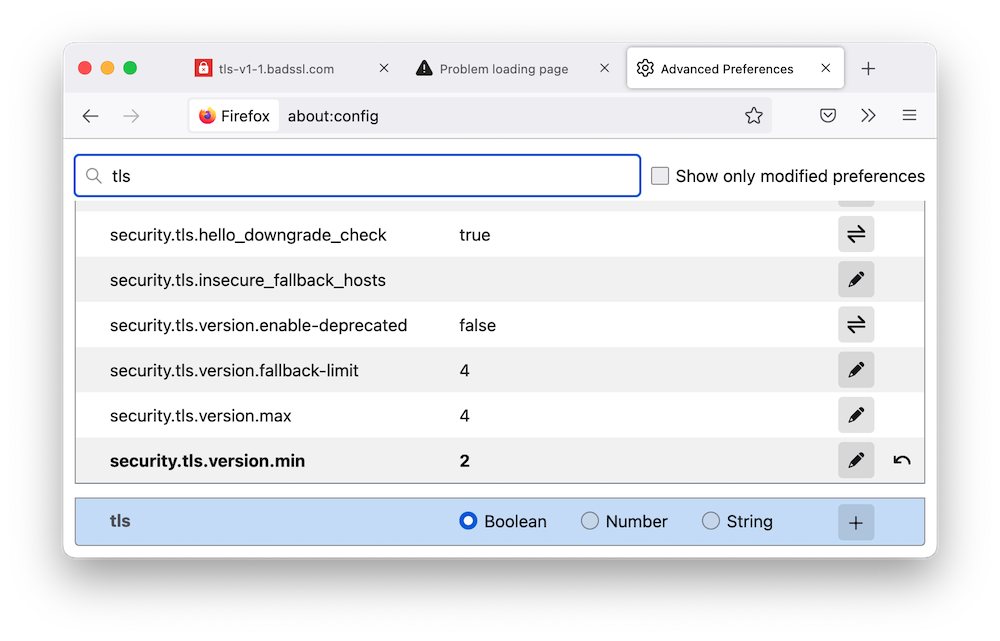 tls-v1-1.badssl.com Problem loading page Advanced Preferences
Firefox about:config
tls Show only modified preferences
security.tls.hello_downgrade_check true
security.tls.insecure_fallback_hosts
security.tls.version.enable-deprecated false
security.tls.version.fallback-limit 4
security.tls.version.max 4
security.tls.version.min 2
tls Boolean Number String